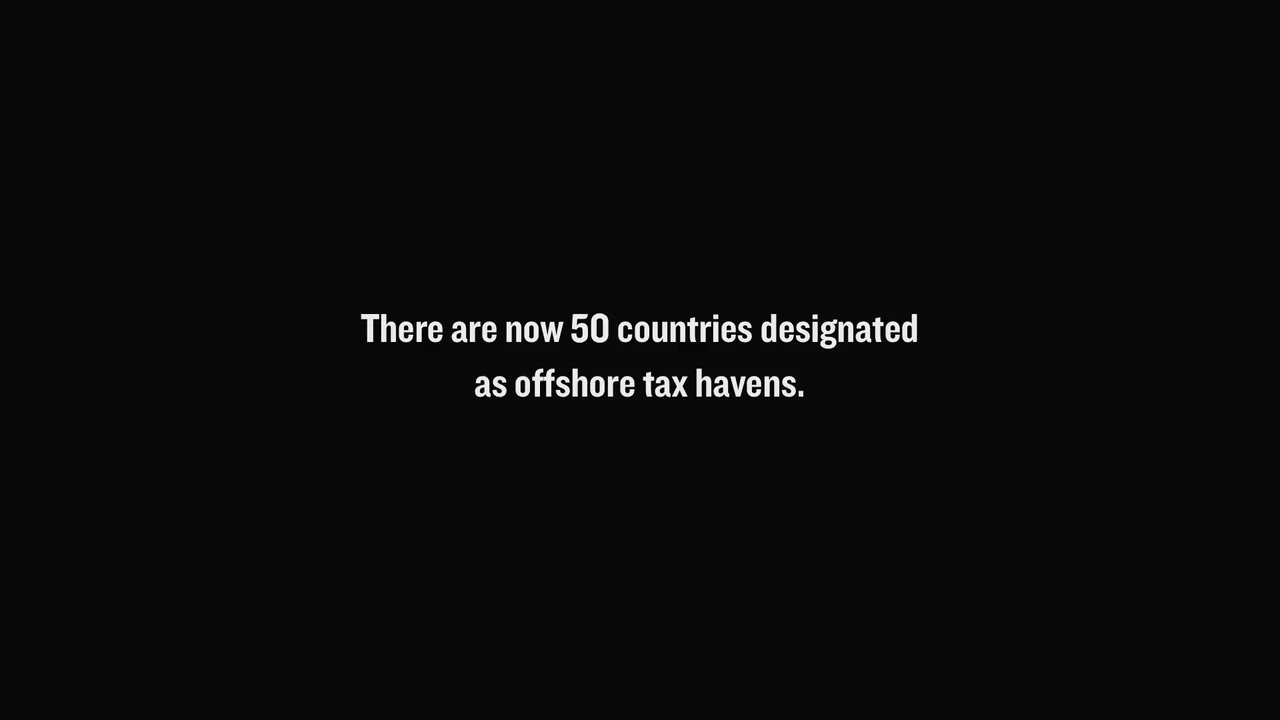 There are now 50 countries designated
as offshore tax havens.